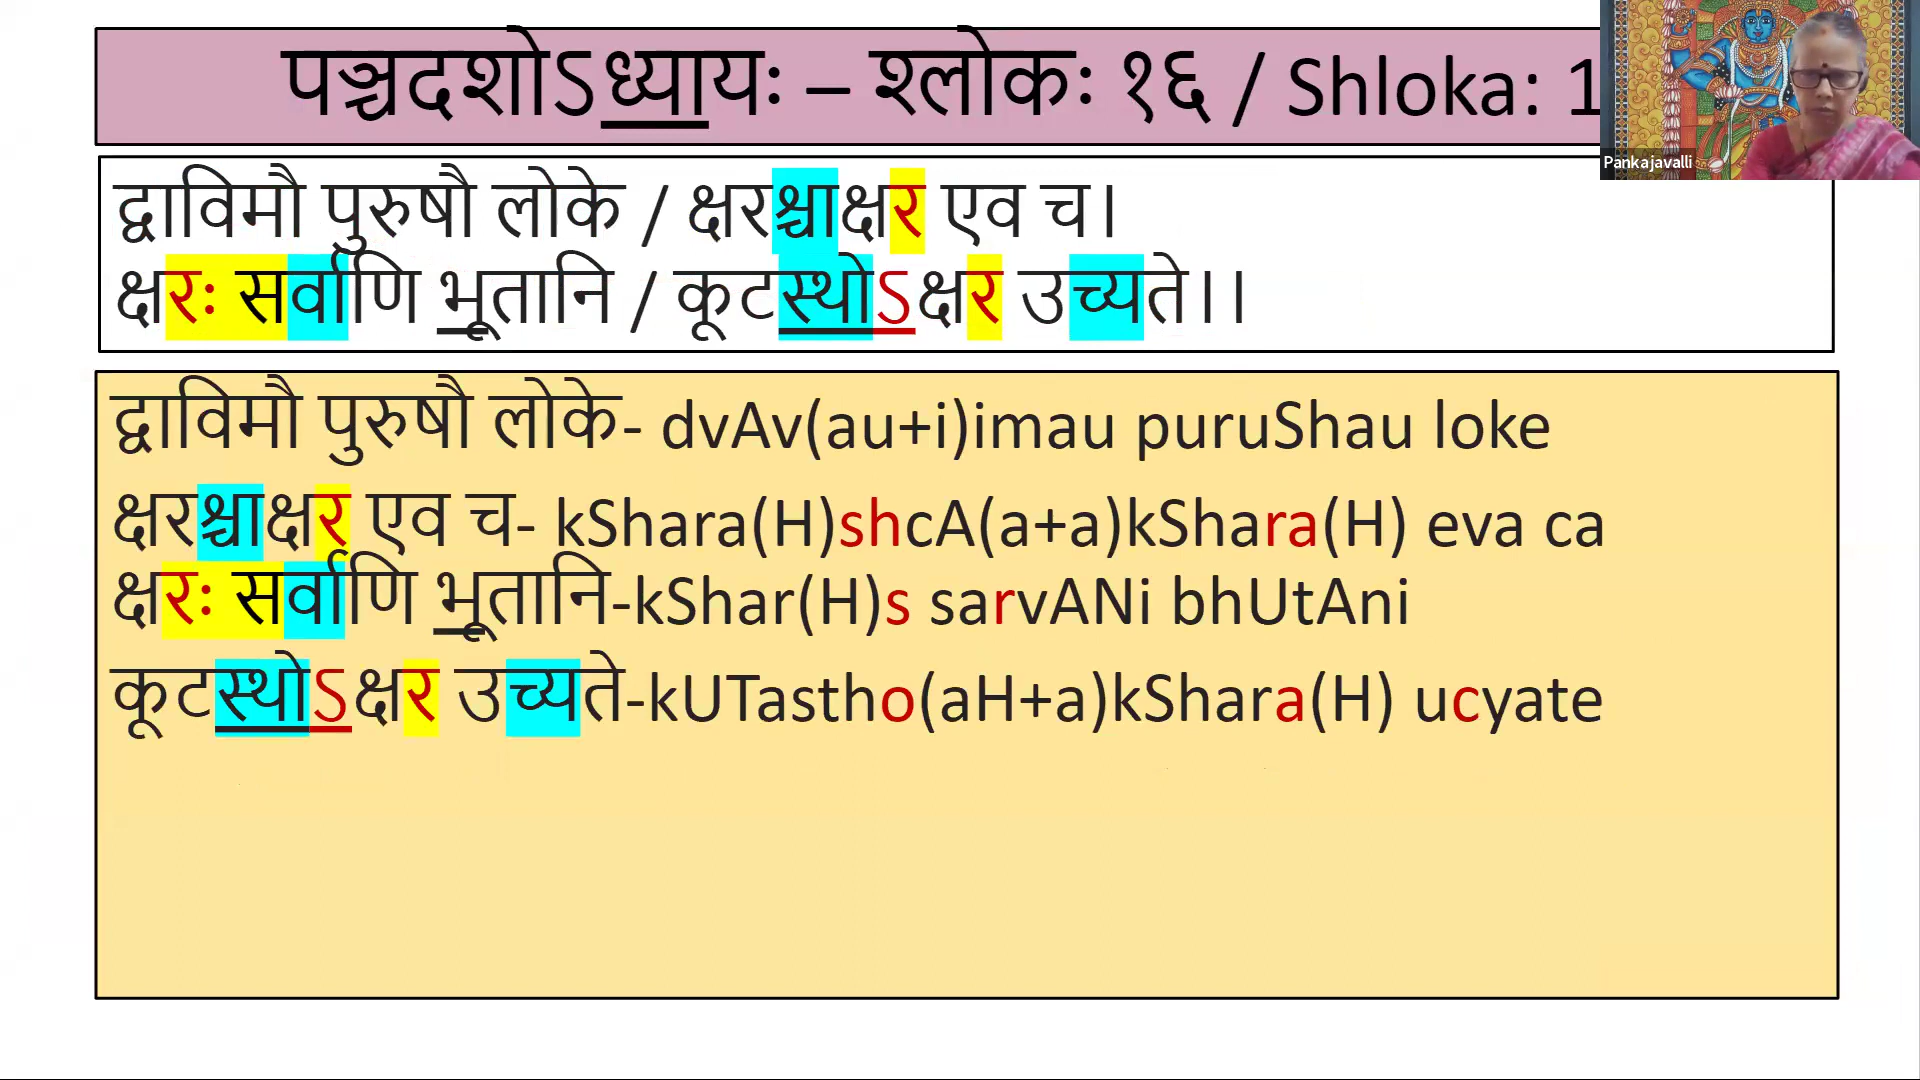 पञ्चदशोऽध्यायः – श्लोकः १६ / Shloka: 1
Pankajavalli
द्वाविमौ पुरुषौ लोके / क्षरश्चाक्षर एव च।
क्षरः सर्वाणि भूतानि / कूटस्थोऽक्षर उच्यते।।
द्वाविमौ पुरुषौ लोके- dvAv(au+i)imau puruShau loke
क्षरश्चाक्षर एव च- kShara(H)shcA(a+a)kShara(H) eva ca
क्षरः सर्वाणि भूतानि-kShar(H)s sarvANi bhUtAni
कूटस्थोऽक्षर उच्यते-kUTastho(aH+a)kShara(H) ucyate